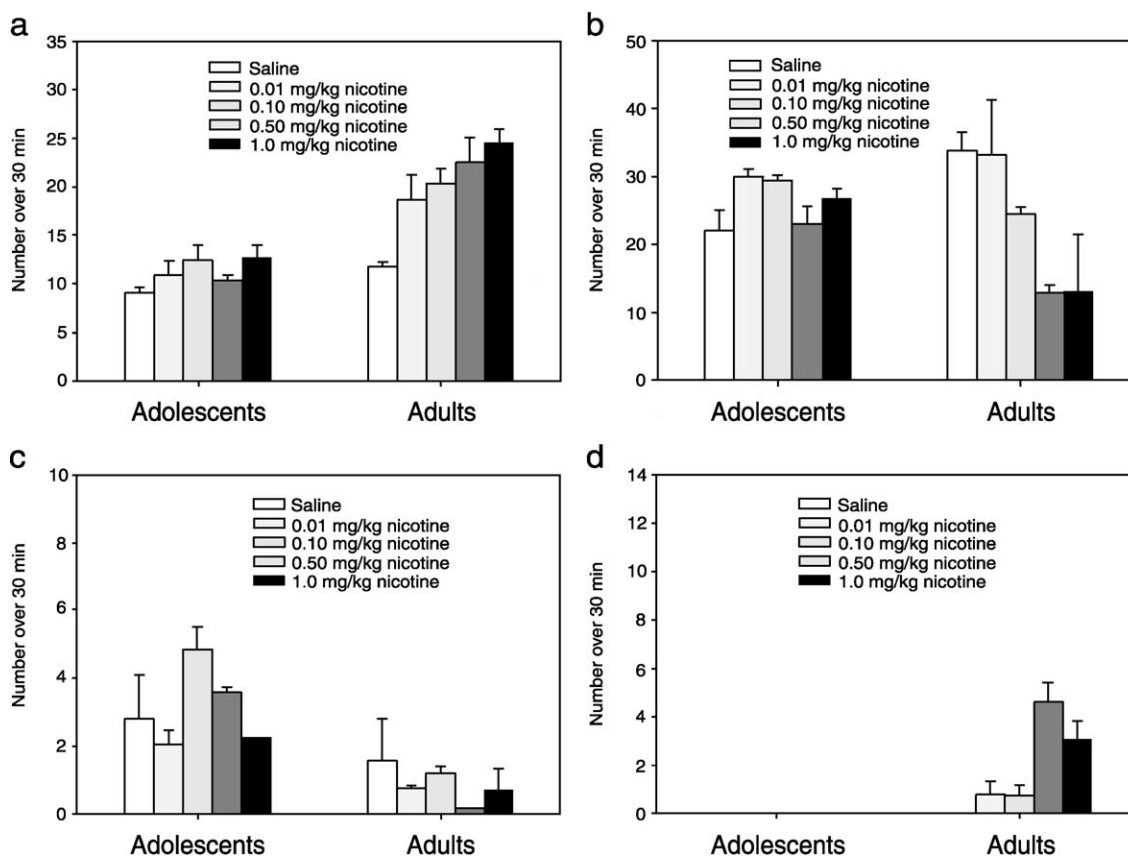 a
35
30
25
20
15
10
5
0
Number over 30 min
Saline
0.01 mg/kg nicotine
0.10 mg/kg nicotine
0.50 mg/kg nicotine
1.0 mg/kg nicotine
Adolescents
Adults
b
50
40
30
20
10
0
Number over 30 min
Saline
0.01 mg/kg nicotine
0.10 mg/kg nicotine
0.50 mg/kg nicotine
1.0 mg/kg nicotine
Adolescents
Adults
c
10
8
6
4
2
0
Number over 30 min
Saline
0.01 mg/kg nicotine
0.10 mg/kg nicotine
0.50 mg/kg nicotine
1.0 mg/kg nicotine
Adolescents
Adults
d
14
12
10
8
6
4
2
0
Number over 30 min
Saline
0.01 mg/kg nicotine
0.10 mg/kg nicotine
0.50 mg/kg nicotine
1.0 mg/kg nicotine
Adolescents
Adults